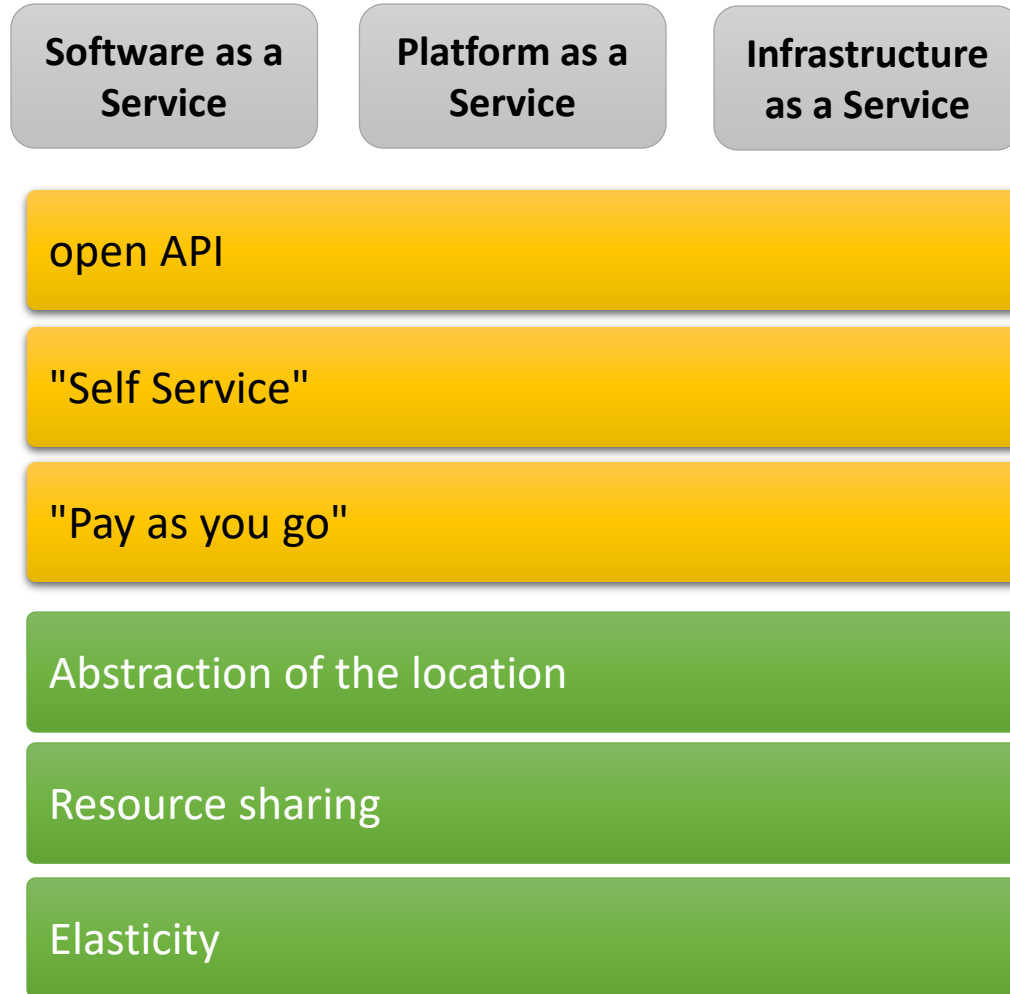 Software as a
Service
Platform as a
Service
Infrastructure
as a Service
open API
"Self Service"
"Pay as you go"
Abstraction of the location
Resource sharing
Elasticity